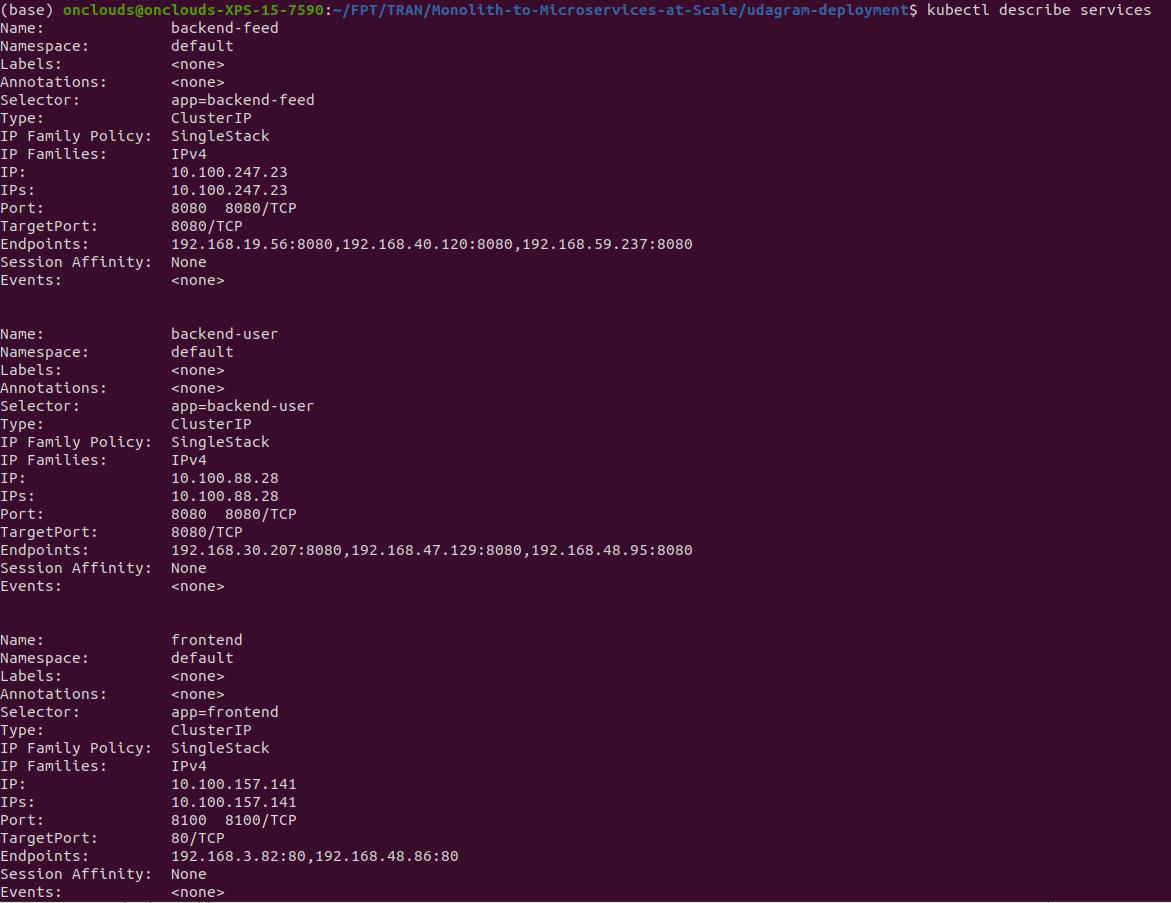 (base) onclouds@onclouds-XPS-15-7590:~/FPT/TRAN/Monolith-to-Microservices-at-Scale/udagram-deployment$ kubectl describe services
Name:              backend-feed
Namespace:         default
Labels:            <none>
Annotations:       <none>
Selector:          app=backend-feed
Type:              ClusterIP
IP Family Policy:  SingleStack
IP Families:       IPv4
IP:                10.100.247.23
IPs:               10.100.247.23
Port:              8080  8080/TCP
TargetPort:        8080/TCP
Endpoints:         192.168.19.56:8080,192.168.40.120:8080,192.168.59.237:8080
Session Affinity:  None
Events:            <none>

Name:              backend-user
Namespace:         default
Labels:            <none>
Annotations:       <none>
Selector:          app=backend-user
Type:              ClusterIP
IP Family Policy:  SingleStack
IP Families:       IPv4
IP:                10.100.88.28
IPs:               10.100.88.28
Port:              8080  8080/TCP
TargetPort:        8080/TCP
Endpoints:         192.168.30.207:8080,192.168.47.129:8080,192.168.48.95:8080
Session Affinity:  None
Events:            <none>

Name:              frontend
Namespace:         default
Labels:            <none>
Annotations:       <none>
Selector:          app=frontend
Type:              ClusterIP
IP Family Policy:  SingleStack
IP Families:       IPv4
IP:                10.100.157.141
IPs:               10.100.157.141
Port:              8100  8100/TCP
TargetPort:        80/TCP
Endpoints:         192.168.3.82:80,192.168.48.86:80
Session Affinity:  None
Events:            <none>